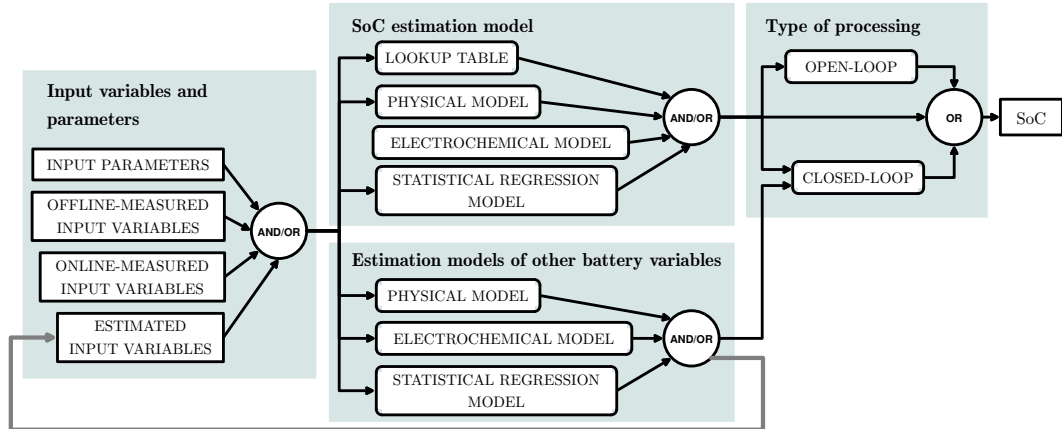 Input variables and
parameters
INPUT PARAMETERS
OFFLINE-MEASURED
INPUT VARIABLES
ONLINE-MEASURED
INPUT VARIABLES
ESTIMATED
INPUT VARIABLES
AND/OR
SoC estimation model
LOOKUP TABLE
PHYSICAL MODEL
ELECTROCHEMICAL MODEL
STATISTICAL REGRESSION
MODEL
AND/OR
Estimation models of other battery variables
PHYSICAL MODEL
ELECTROCHEMICAL MODEL
STATISTICAL REGRESSION
MODEL
AND/OR
Type of processing
OPEN-LOOP
CLOSED-LOOP
OR
SoC